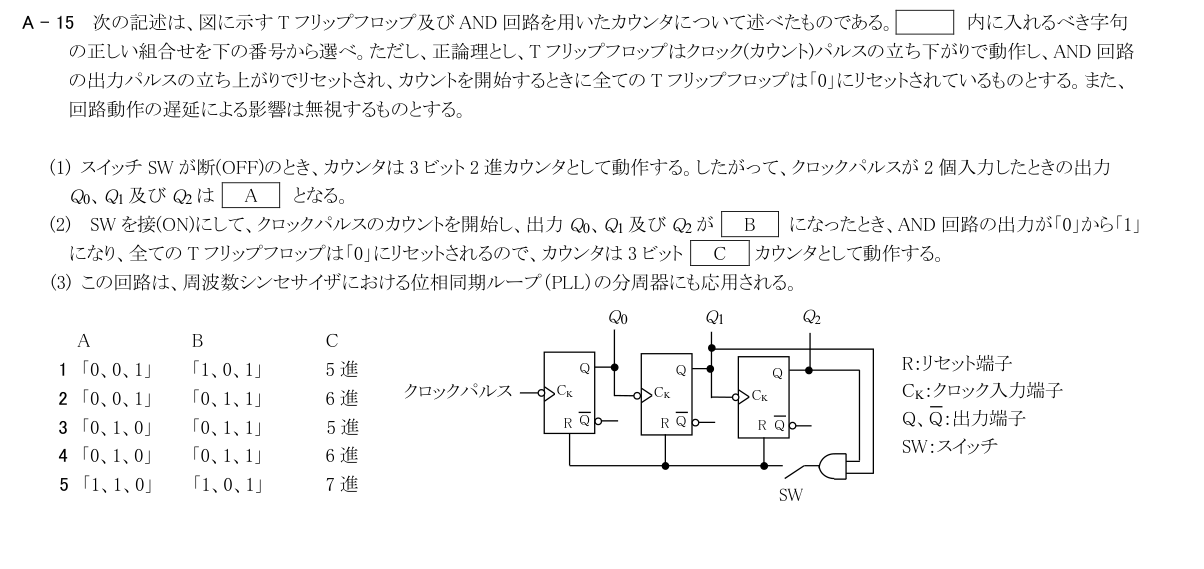 A－15 次の記述は、図に示すTフリップフロップ及びAND回路を用いたカウンタについて述べたものである。 内に入れるべき字句
の正しい組合せを下の番号から選べ。ただし、正論理とし、Tフリップフロップはクロック(カウント)パルスの立ち下がりで動作し、AND回路
の出力パルスの立ち上がりでリセットされ、カウントを開始するときに全てのTフリップフロップは｢0｣にリセットされているものとする。また、
回路動作の遅延による影響は無視するものとする。
(1) スイッチSWが断(OFF)のとき、カウンタは3ビット2進カウンタとして動作する。したがって、クロックパルスが2個入力したときの出力
Q0、Q1及びQ2は A となる。
(2) SWを接(ON)にして、クロックパルスのカウントを開始し、出力Q0、Q1及びQ2が B になったとき、AND回路の出力が｢0｣から｢1｣
になり、全てのTフリップフロップは｢0｣にリセットされるので、カウンタは3ビット C カウンタとして動作する。
(3) この回路は、周波数シンセサイザにおける位相同期ループ(PLL)の分周器にも応用される。
A B C
1 ｢0、0、1｣ ｢1、0、1｣ 5進
2 ｢0、0、1｣ ｢0、1、1｣ 6進
3 ｢0、1、0｣ ｢0、1、1｣ 5進
4 ｢0、1、0｣ ｢0、1、1｣ 6進
5 ｢1、1、0｣ ｢1、0、1｣ 7進
Q0 Q1 Q2
Q Q Q
クロックパルス CK CK CK
R Q̅ R Q̅ R Q̅
SW
R:リセット端子
CK:クロック入力端子
Q、Q̅:出力端子
SW:スイッチ